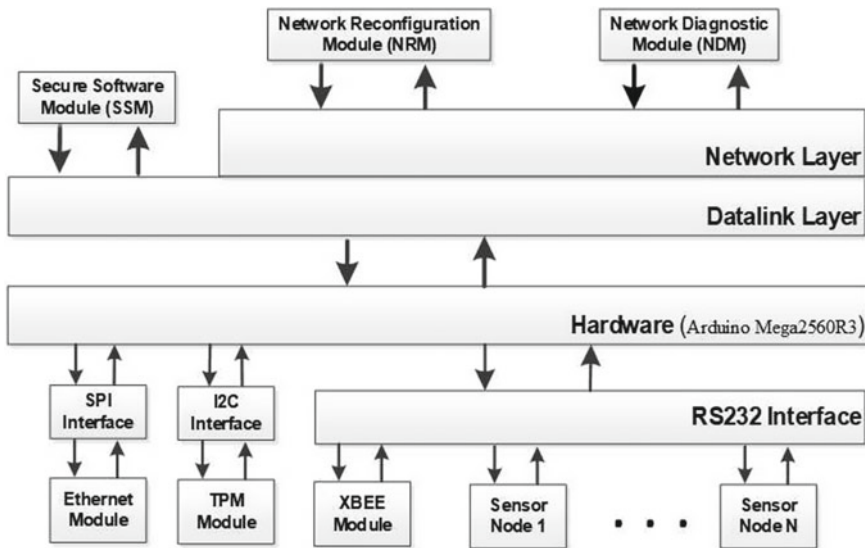 Network Reconfiguration
Module (NRM)
Network Diagnostic
Module (NDM)
Secure Software
Module (SSM)
Network Layer
Datalink Layer
Hardware (Arduino Mega2560R3)
SPI
Interface
I2C
Interface
RS232 Interface
Ethernet
Module
TPM
Module
XBEE
Module
Sensor
Node 1
. . .
Sensor
Node N